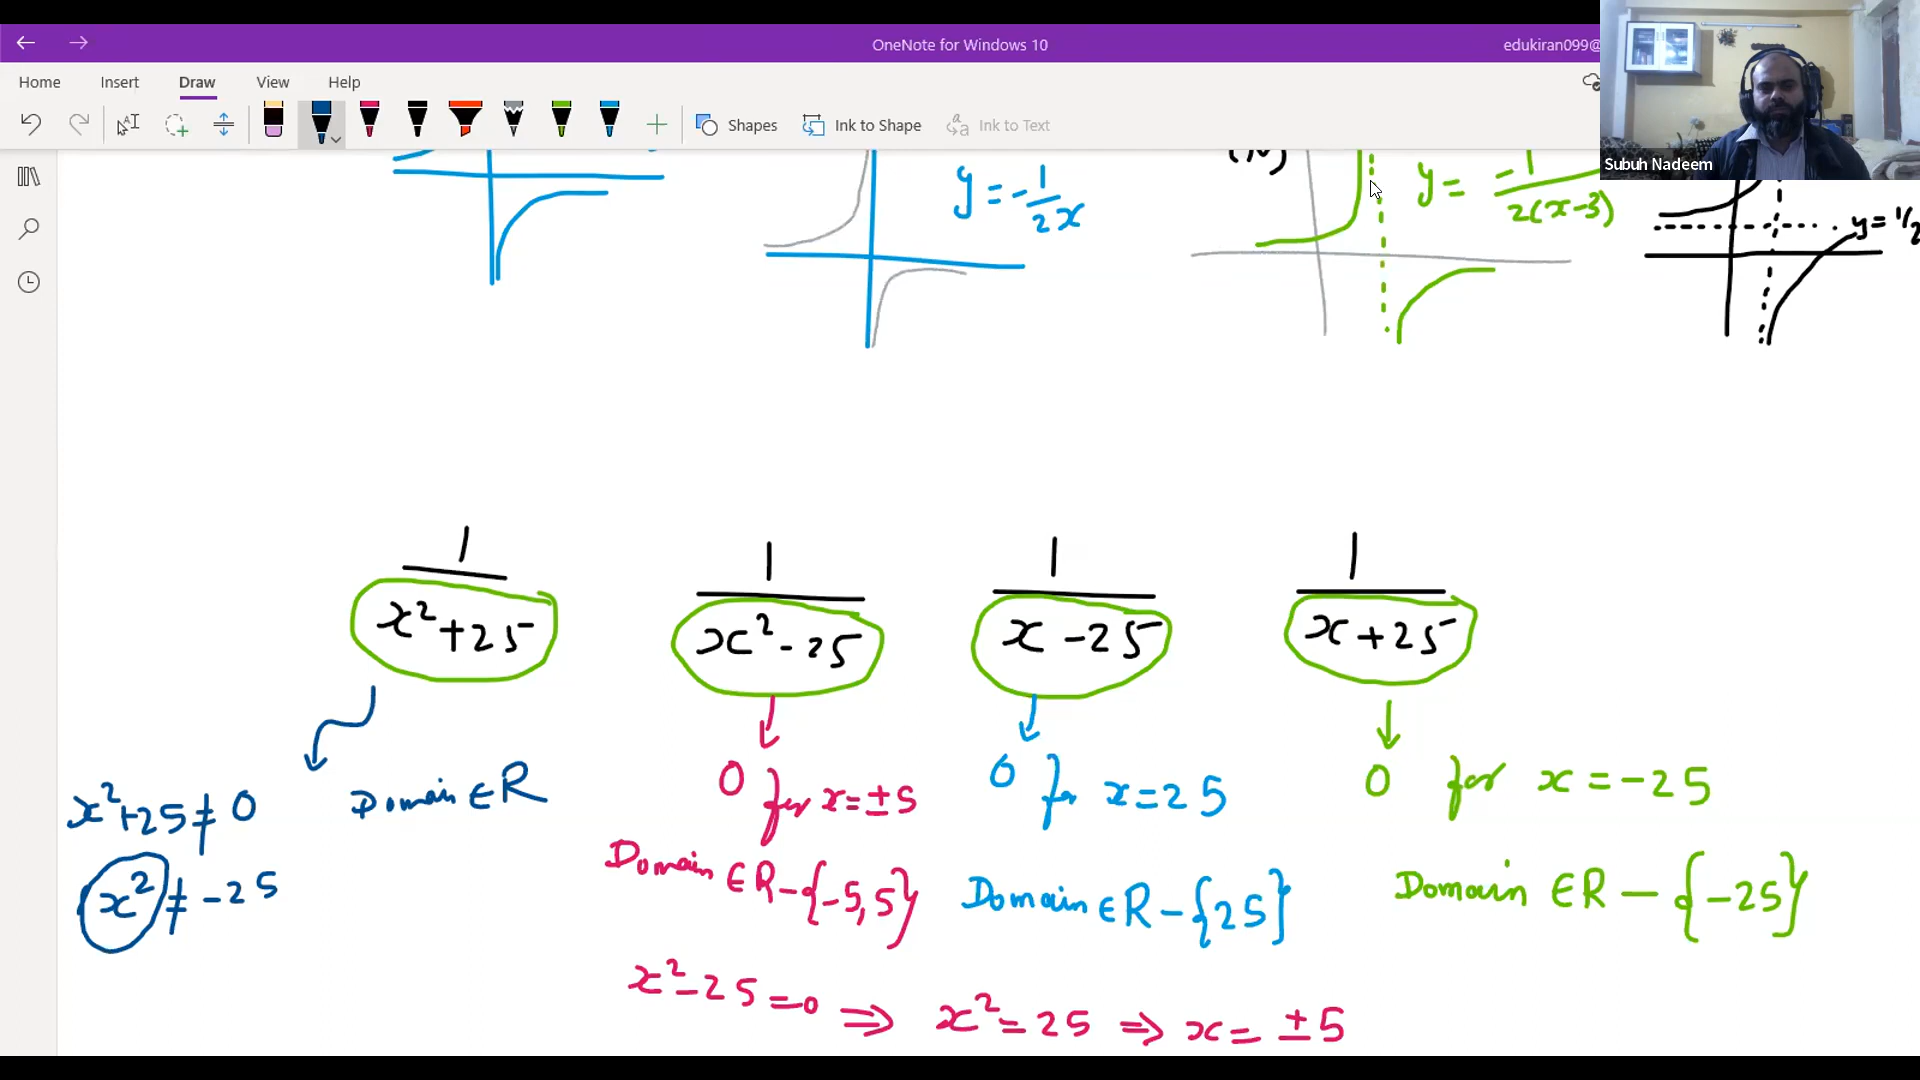 OneNote for Windows 10
edukiran099@
Home Insert Draw View Help
Shapes Ink to Shape Ink to Text
Subuh Nadeem
y = -1/2x
(iv)
y = -1/2(x-3)
y = 1/2
1/(x²+25) 1/(x²-25) 1/(x-25) 1/(x+25)
x²+25 ≠ 0
Domain ∈ R
0 for x = ±5
0 for x = 25
0 for x = -25
x² ≠ -25
Domain ∈ R - {-5, 5}
Domain ∈ R - {25}
Domain ∈ R - {-25}
x² - 25 = 0 ⇒ x² = 25 ⇒ x = ±5